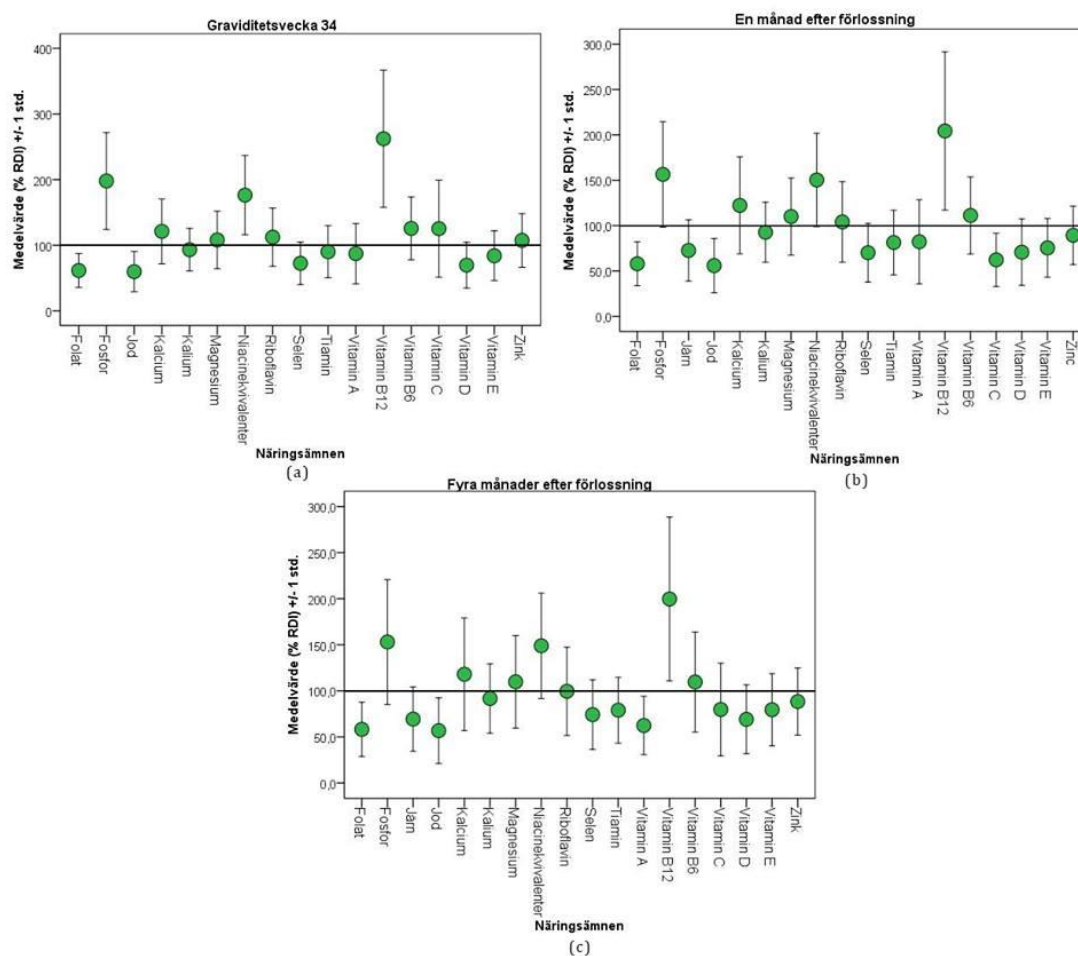 Graviditetsvecka 34
Medelvärde (% RDI) +/- 1 std.
400
300
200
100
0
Folat
Fosfor
Jod
Kalcium
Kalium
Magnesium
Niacinekvivalenter
Riboflavin
Selen
Tiamin
Vitamin A
Vitamin B12
Vitamin B6
Vitamin C
Vitamin D
Vitamin E
Zink
Näringsämnen
(a)
En månad efter förlossning
Medelvärde (% RDI) +/- 1 std.
300,0
250,0
200,0
150,0
100,0
50,0
0,0
Folat
Fosfor
Järn
Jod
Kalcium
Kalium
Magnesium
Niacinekvivalenter
Riboflavin
Selen
Tiamin
Vitamin A
Vitamin B12
Vitamin B6
Vitamin C
Vitamin D
Vitamin E
Zinc
Näringsämnen
(b)
Fyra månader efter förlossning
Medelvärde (% RDI) +/- 1 std.
300,0
250,0
200,0
150,0
100,0
50,0
0,0
Folat
Fosfor
Järn
Jod
Kalcium
Kalium
Magnesium
Niacinekvivalenter
Riboflavin
Selen
Tiamin
Vitamin A
Vitamin B12
Vitamin B6
Vitamin C
Vitamin D
Vitamin E
Zink
Näringsämnen
(c)